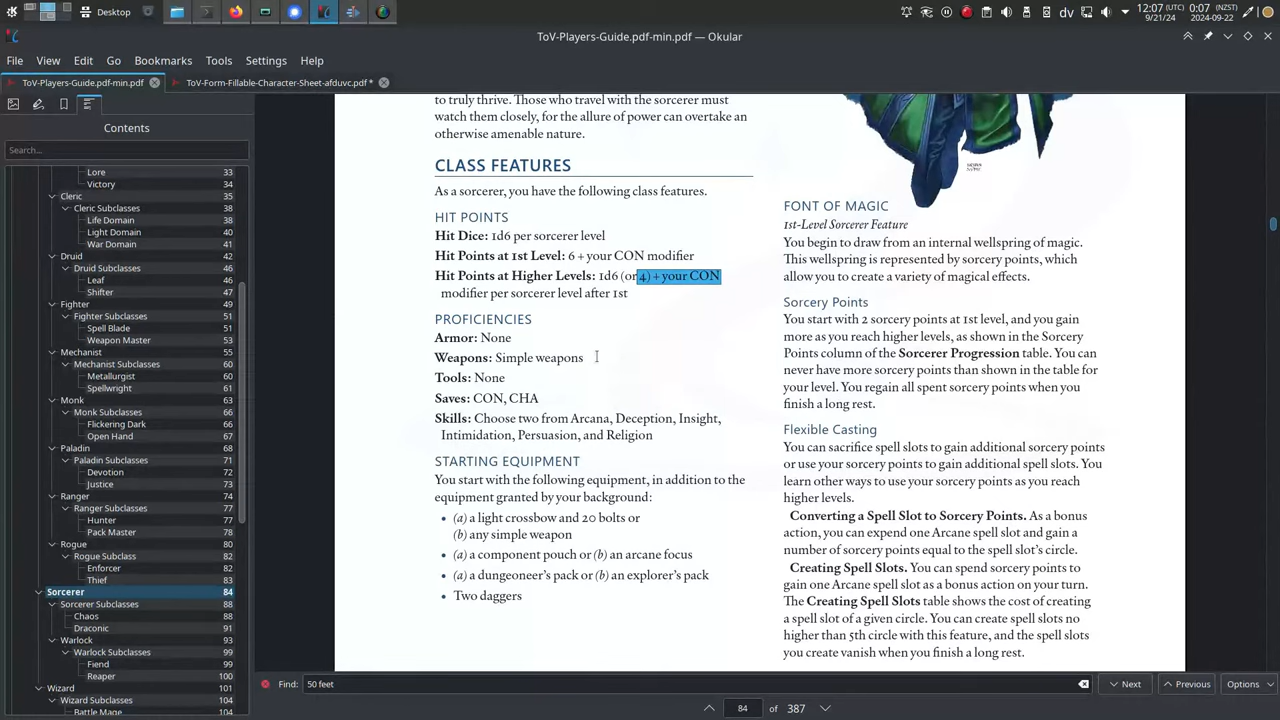 Desktop
dv
12:07 (UTC)
9/21/24
0:07 (NZST)
2024-09-22
ToV-Players-Guide.pdf-min.pdf — Okular
File View Edit Go Bookmarks Tools Settings Help
ToV-Players-Guide.pdf-min.pdf
ToV-Form-Fillable-Character-Sheet-afduvc.pdf *
Contents
Search...
Lore 33
Victory 34
Cleric 35
Cleric Subclasses 38
Life Domain 38
Light Domain 40
War Domain 41
Druid 42
Druid Subclasses 46
Leaf 46
Shifter 46
Fighter 49
Fighter Subclasses 51
Spell Blade 51
Weapon Master 53
Mechanist 55
Mechanist Subclasses 60
Metallurgist 60
Spellwright 61
Monk 63
Monk Subclasses 66
Flickering Dark 66
Open Hand 67
Paladin 68
Paladin Subclasses 71
Devotion 72
Justice 73
Ranger 74
Ranger Subclasses 77
Hunter 77
Pack Master 78
Rogue 80
Rogue Subclass 82
Enforcer 82
Thief 83
Sorcerer 84
Sorcerer Subclasses 88
Chaos 88
Draconic 91
Warlock 93
Warlock Subclasses 99
Fiend 99
Reaper 100
Wizard 101
Wizard Subclasses 104
Battle Mage 104
to truly thrive. Those who travel with the sorcerer must
watch them closely, for the allure of power can overtake an
otherwise amenable nature.
CLASS FEATURES
As a sorcerer, you have the following class features.
HIT POINTS
Hit Dice: 1d6 per sorcerer level
Hit Points at 1st Level: 6 + your CON modifier
Hit Points at Higher Levels: 1d6 (or 4) + your CON
modifier per sorcerer level after 1st
PROFICIENCIES
Armor: None
Weapons: Simple weapons
Tools: None
Saves: CON, CHA
Skills: Choose two from Arcana, Deception, Insight,
Intimidation, Persuasion, and Religion
STARTING EQUIPMENT
You start with the following equipment, in addition to the
equipment granted by your background:
• (a) a light crossbow and 20 bolts or
(b) any simple weapon
• (a) a component pouch or (b) an arcane focus
• (a) a dungeoneer's pack or (b) an explorer's pack
• Two daggers
FONT OF MAGIC
1st-Level Sorcerer Feature
You begin to draw from an internal wellspring of magic.
This wellspring is represented by sorcery points, which
allow you to create a variety of magical effects.
Sorcery Points
You start with 2 sorcery points at 1st level, and you gain
more as you reach higher levels, as shown in the Sorcery
Points column of the Sorcerer Progression table. You can
never have more sorcery points than shown in the table for
your level. You regain all spent sorcery points when you
finish a long rest.
Flexible Casting
You can sacrifice spell slots to gain additional sorcery points
or use your sorcery points to gain additional spell slots. You
learn other ways to use your sorcery points as you reach
higher levels.
Converting a Spell Slot to Sorcery Points. As a bonus
action, you can expend one Arcane spell slot and gain a
number of sorcery points equal to the spell slot's circle.
Creating Spell Slots. You can spend sorcery points to
gain one Arcane spell slot as a bonus action on your turn.
The Creating Spell Slots table shows the cost of creating
a spell slot of a given circle. You can create spell slots no
higher than 5th circle with this feature, and the spell slots
you create vanish when you finish a long rest.
Find: 50 feet
Next
Previous
Options
84 of 387